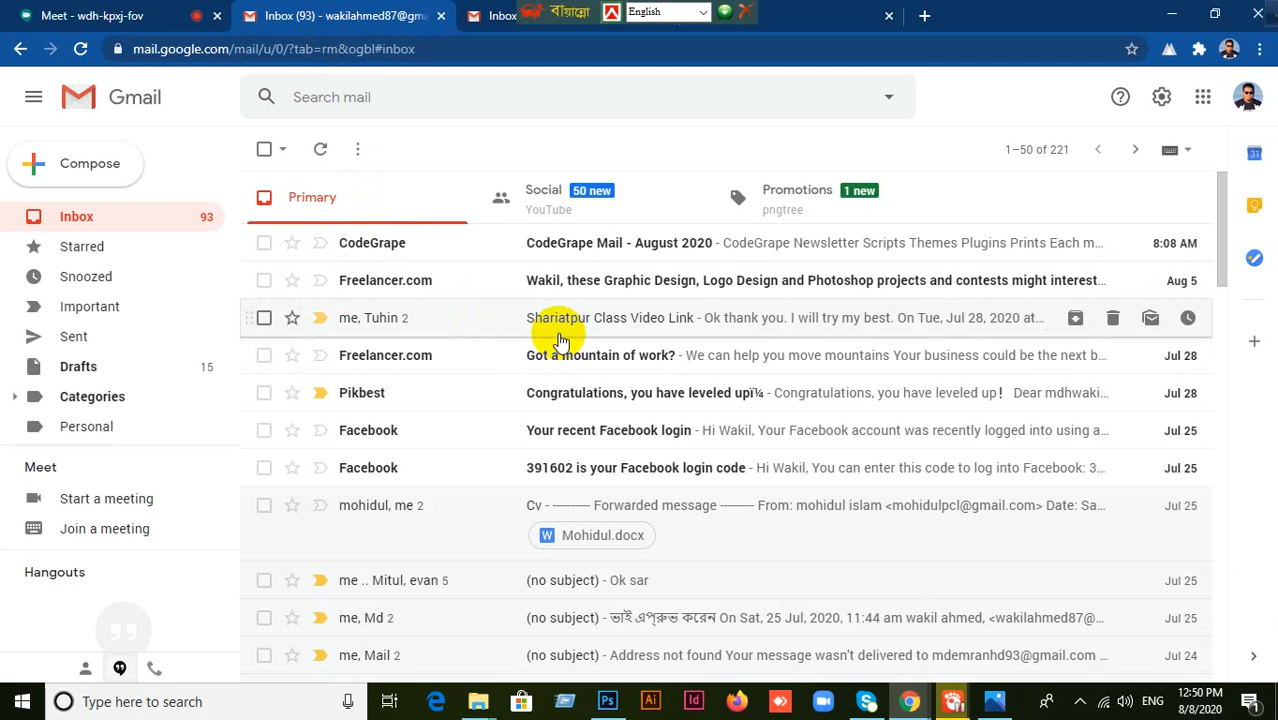 Meet - wdh-kpxj-fov
Inbox (93) - wakilahmed87@gmail
Inbox
বায়ান্নো
English
mail.google.com/mail/u/0/?tab=rm&ogbl#inbox
Gmail
Search mail
Compose
1–50 of 221
Inbox 93
Starred
Snoozed
Important
Sent
Drafts 15
Categories
Personal
Meet
Start a meeting
Join a meeting
Hangouts
Primary
Social 50 new
YouTube
Promotions 1 new
pngtree
CodeGrape CodeGrape Mail - August 2020 - CodeGrape Newsletter Scripts Themes Plugins Prints Each m… 8:08 AM
Freelancer.com Wakil, these Graphic Design, Logo Design and Photoshop projects and contests might interest… Aug 5
me, Tuhin 2 Shariatpur Class Video Link - Ok thank you. I will try my best. On Tue, Jul 28, 2020 at…
Freelancer.com Got a mountain of work? - We can help you move mountains Your business could be the next b… Jul 28
Pikbest Congratulations, you have leveled upï¼ - Congratulations, you have leveled up！ Dear mdhwaki… Jul 28
Facebook Your recent Facebook login - Hi Wakil, Your Facebook account was recently logged into using a… Jul 25
Facebook 391602 is your Facebook login code - Hi Wakil, You can enter this code to log into Facebook: 3… Jul 25
mohidul, me 2 Cv - ---------- Forwarded message ---------- From: mohidul islam <mohidulpcl@gmail.com> Date: Sa… Jul 25
W Mohidul.docx
me .. Mitul, evan 5 (no subject) - Ok sar Jul 25
me, Md 2 (no subject) - ভাই এপ্রুভ করেন On Sat, 25 Jul, 2020, 11:44 am wakil ahmed, <wakilahmed87@… Jul 25
me, Mail 2 (no subject) - Address not found Your message wasn't delivered to mdemranhd93@gmail.com … Jul 24
31
Type here to search
Ps
Ai
Id
ENG
12:50 PM
8/8/2020
1